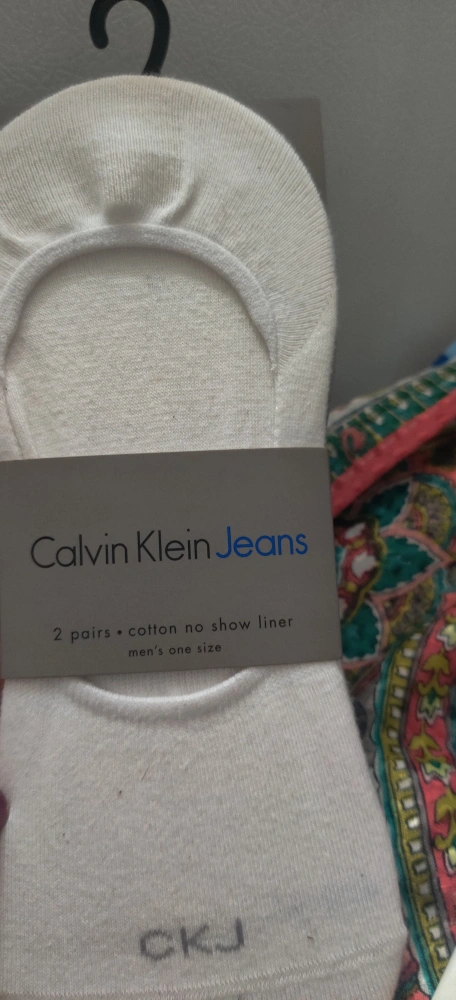 Calvin Klein Jeans
2 pairs • cotton no show liner
men's one size
CKJ